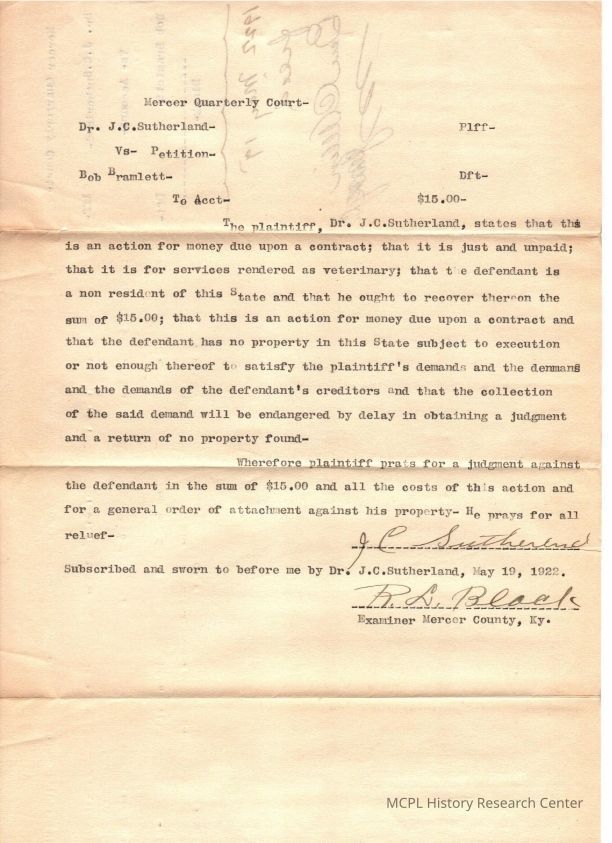 Mercer Quarterly Court-
Dr. J.C.Sutherland- Plff-
Vs- Petition-
Bob Bramlett- Dft-
To Acct- $15.00-
The plaintiff, Dr. J.C.Sutherland, states that this
is an action for money due upon a contract; that it is just and unpaid;
that it is for services rendered as veterinary; that the defendant is
a non resident of this State and that he ought to recover thereon the
sum of $15.00; that this is an action for money due upon a contract and
that the defendant has no property in this State subject to execution
or not enough thereof to satisfy the plaintiff's demands and the denmans
and the demands of the defendant's creditors and that the collection
of the said demand will be endangered by delay in obtaining a judgment
and a return of no property found-
Wherefore plaintiff prats for a judgment against
the defendant in the sum of $15.00 and all the costs of this action and
for a general order of attachment against his property- He prays for all
reluef-
J C Sutherland
Subscribed and sworn to before me by Dr. J.C.Sutherland, May 19, 1922.
R. L. Black
Examiner Mercer County, Ky.
MCPL History Research Center